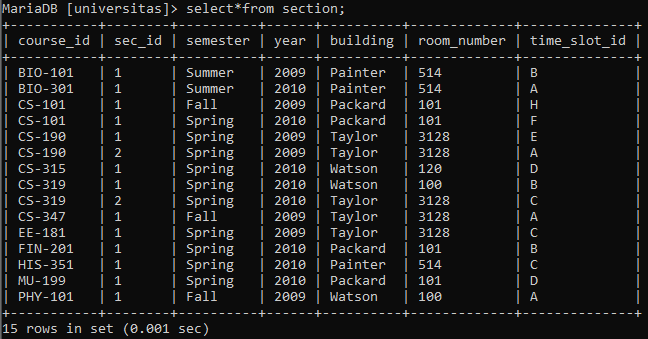 MariaDB [universitas]> select*from section;
+-----------+--------+----------+------+----------+-------------+--------------+
| course_id | sec_id | semester | year | building | room_number | time_slot_id |
+-----------+--------+----------+------+----------+-------------+--------------+
| BIO-101   | 1      | Summer   | 2009 | Painter  | 514         | B            |
| BIO-301   | 1      | Summer   | 2010 | Painter  | 514         | A            |
| CS-101    | 1      | Fall     | 2009 | Packard  | 101         | H            |
| CS-101    | 1      | Spring   | 2010 | Packard  | 101         | F            |
| CS-190    | 1      | Spring   | 2009 | Taylor   | 3128        | E            |
| CS-190    | 2      | Spring   | 2009 | Taylor   | 3128        | A            |
| CS-315    | 1      | Spring   | 2010 | Watson   | 120         | D            |
| CS-319    | 1      | Spring   | 2010 | Watson   | 100         | B            |
| CS-319    | 2      | Spring   | 2010 | Taylor   | 3128        | C            |
| CS-347    | 1      | Fall     | 2009 | Taylor   | 3128        | A            |
| EE-181    | 1      | Spring   | 2009 | Taylor   | 3128        | C            |
| FIN-201   | 1      | Spring   | 2010 | Packard  | 101         | B            |
| HIS-351   | 1      | Spring   | 2010 | Painter  | 514         | C            |
| MU-199    | 1      | Spring   | 2010 | Packard  | 101         | D            |
| PHY-101   | 1      | Fall     | 2009 | Watson   | 100         | A            |
+-----------+--------+----------+------+----------+-------------+--------------+
15 rows in set (0.001 sec)